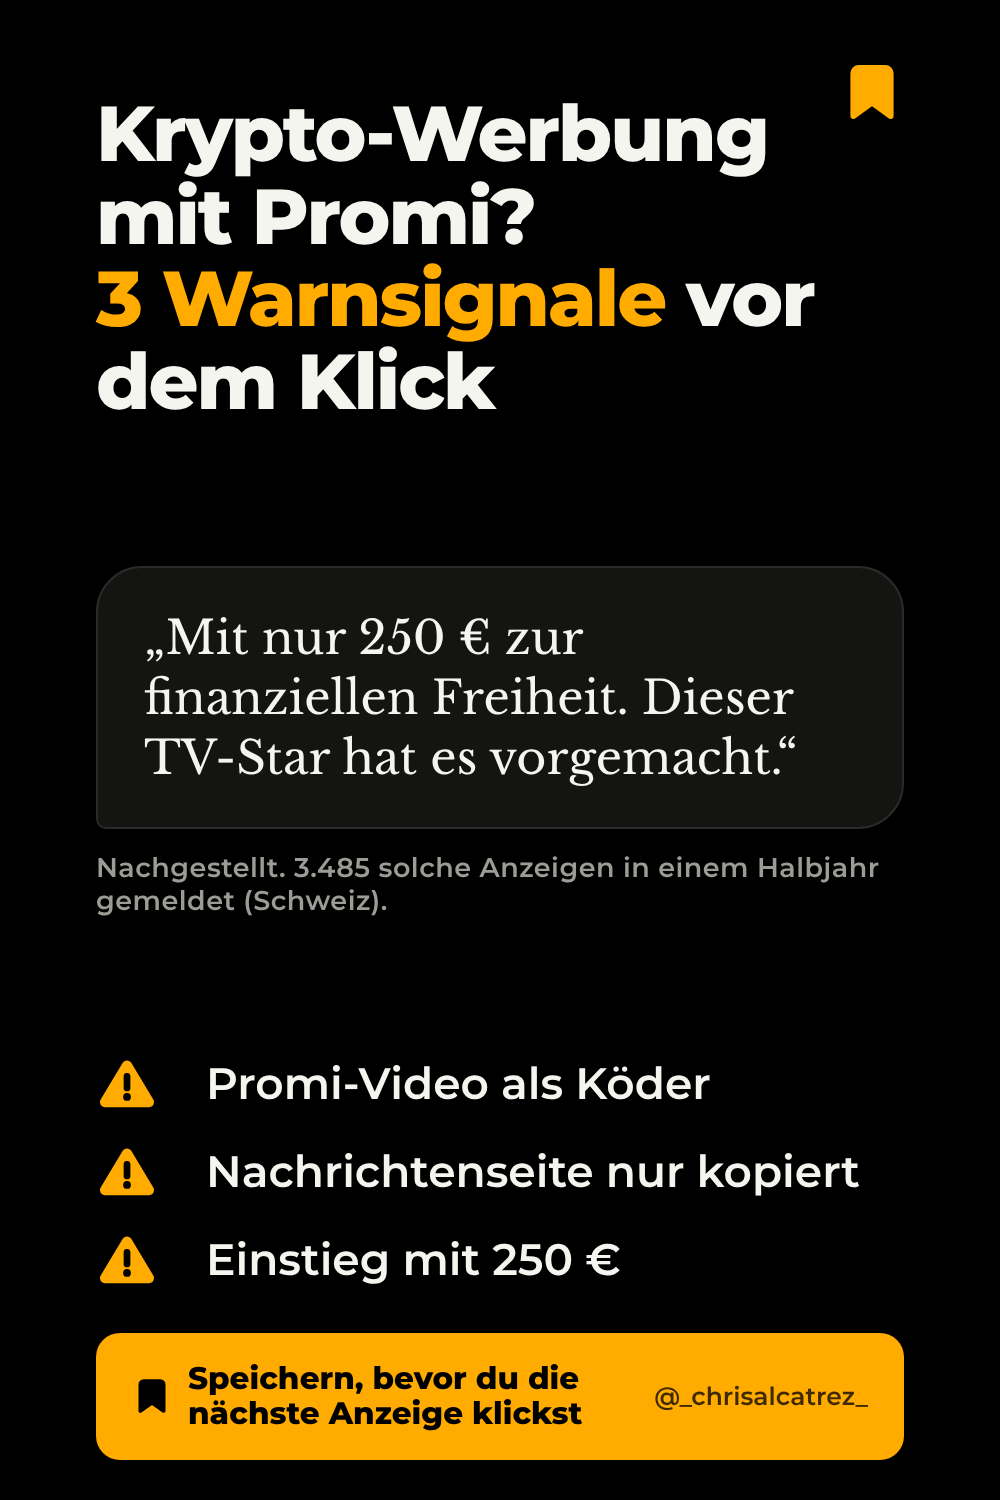 Krypto-Werbung
mit Promi?
3 Warnsignale vor
dem Klick
„Mit nur 250 € zur
finanziellen Freiheit. Dieser
TV-Star hat es vorgemacht.“
Nachgestellt. 3.485 solche Anzeigen in einem Halbjahr
gemeldet (Schweiz).
Promi-Video als Köder
Nachrichtenseite nur kopiert
Einstieg mit 250 €
Speichern, bevor du die
nächste Anzeige klickst
@_chrisalcatrez_